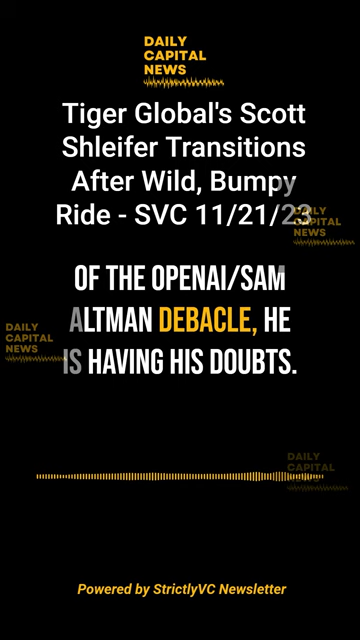 DAILY
CAPITAL
NEWS
Tiger Global's Scott
Shleifer Transitions
After Wild, Bumpy
Ride - SVC 11/21/23
DAILY
CAPITAL
NEWS
OF THE OPENAI/SAM
ALTMAN DEBACLE, HE
IS HAVING HIS DOUBTS.
DAILY
CAPITAL
NEWS
DAILY
CAPITAL
NEWS
Powered by StrictlyVC Newsletter